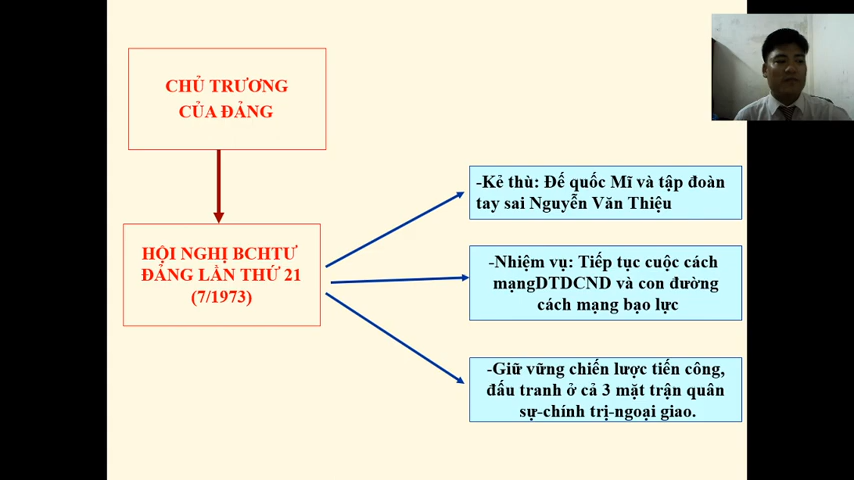 CHỦ TRƯƠNG
CỦA ĐẢNG
HỘI NGHỊ BCHTƯ
ĐẢNG LẦN THỨ 21
(7/1973)
-Kẻ thù: Đế quốc Mĩ và tập đoàn
tay sai Nguyễn Văn Thiệu
-Nhiệm vụ: Tiếp tục cuộc cách
mạngDTDCND và con đường
cách mạng bạo lực
-Giữ vững chiến lược tiến công,
đấu tranh ở cả 3 mặt trận quân
sự-chính trị-ngoại giao.